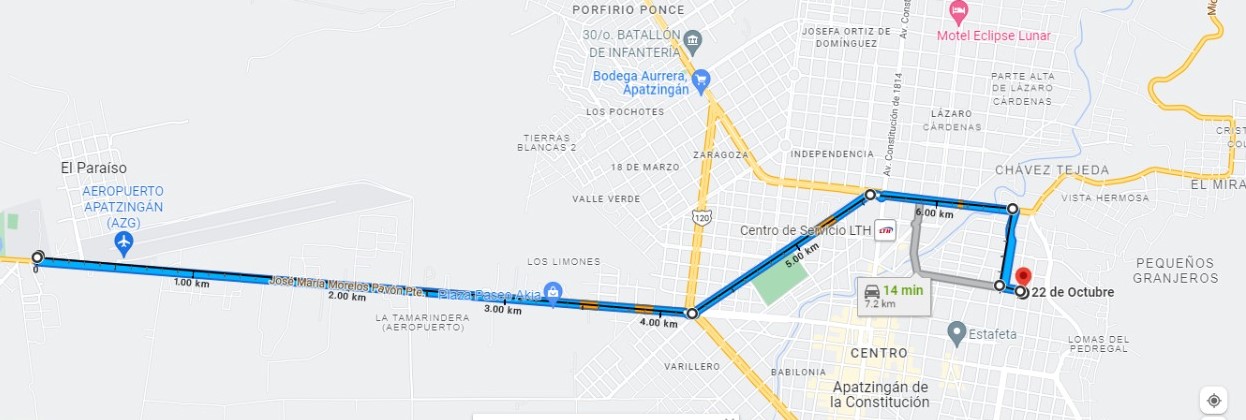 PORFIRIO PONCE
30/o. BATALLÓN
DE INFANTERÍA
JOSEFA ORTIZ DE
DOMÍNGUEZ
Motel Eclipse Lunar
Bodega Aurrera,
Apatzingán
PARTE ALTA
DE LÁZARO
CÁRDENAS
LOS POCHOTES
Av. Constitución de 1814
LÁZARO
CÁRDENAS
TIERRAS
BLANCAS 2
El Paraíso
18 DE MARZO
ZARAGOZA
INDEPENDENCIA
CHÁVEZ TEJEDA
EL MIRA
AEROPUERTO
APATZINGÁN
(AZG)
VALLE VERDE
VISTA HERMOSA
120
6.00 km
Centro de Servicio LTH
LTH
5.00 km
0
LOS LIMONES
PEQUEÑOS
GRANJEROS
1.00 km
José María Morelos Pavón Pte.
2.00 km
Plaza Paseo Akia
3.00 km
4.00 km
14 min
7.2 km
22 de Octubre
LA TAMARINDERA
(AEROPUERTO)
Estafeta
LOMAS DEL
PEDREGAL
CENTRO
VARILLERO
BABILONIA
Apatzingán de
la Constitución